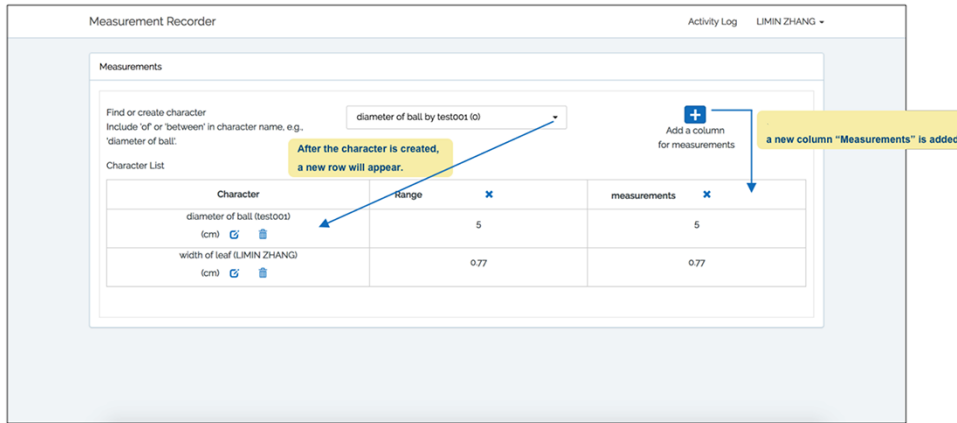 Measurement Recorder
Activity Log
LIMIN ZHANG
Measurements
Find or create character
Include 'of' or 'between' in character name, e.g.,
'diameter of ball'.
diameter of ball by test001 (0)
Add a column
for measurements
a new column “Measurements” is added
After the character is created,
a new row will appear.
Character List
Character
Range
measurements
diameter of ball (test001)
(cm)
5
5
width of leaf (LIMIN ZHANG)
(cm)
0.77
0.77